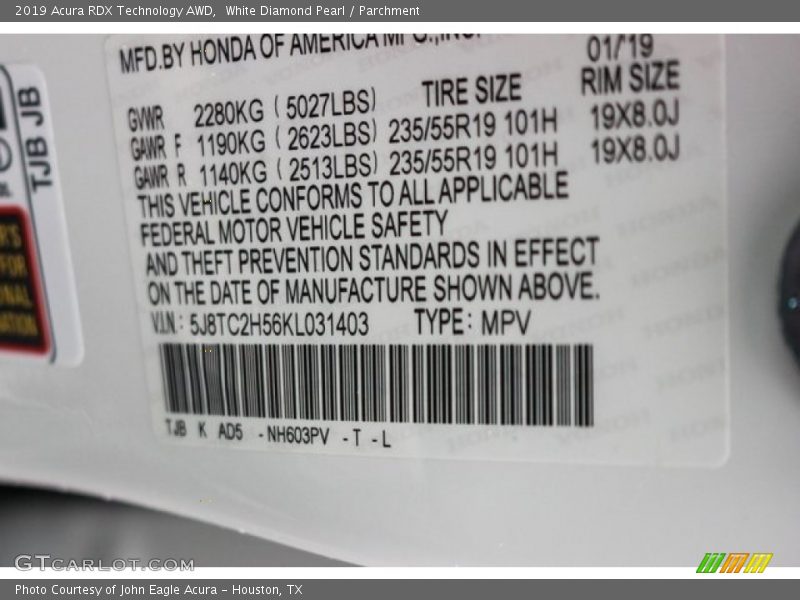 2019 Acura RDX Technology AWD, White Diamond Pearl / Parchment
MFD.BY HONDA OF AMERICA MFG.,INC. 01/19
GVWR 2280KG ( 5027LBS) TIRE SIZE RIM SIZE
GAWR F 1190KG ( 2623LBS) 235/55R19 101H 19X8.0J
GAWR R 1140KG ( 2513LBS) 235/55R19 101H 19X8.0J
THIS VEHICLE CONFORMS TO ALL APPLICABLE
FEDERAL MOTOR VEHICLE SAFETY
AND THEFT PREVENTION STANDARDS IN EFFECT
ON THE DATE OF MANUFACTURE SHOWN ABOVE.
V.I.N.: 5J8TC2H56KL031403 TYPE: MPV
TJB K AD5 -NH603PV -T -L
TJB JB
GTCARLOT.COM
Photo Courtesy of John Eagle Acura - Houston, TX